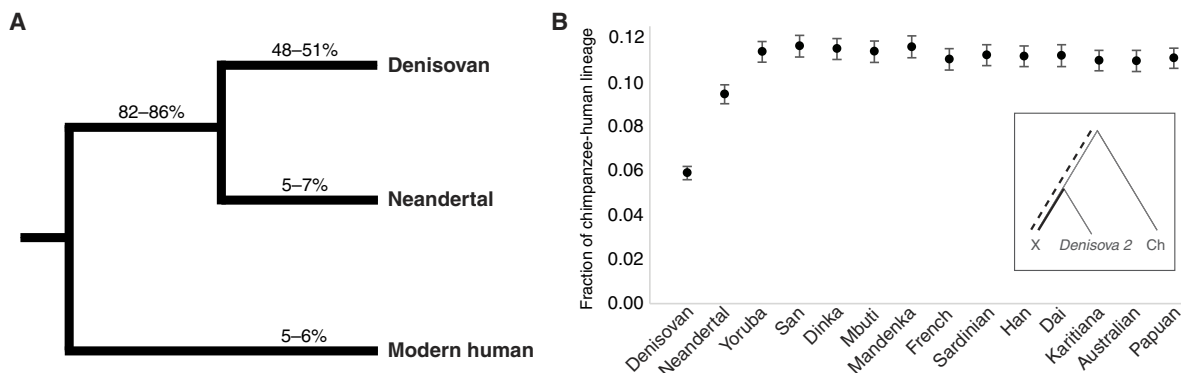 A
48–51%
Denisovan
82–86%
5–7%
Neandertal
5–6%
Modern human
B
Fraction of chimpanzee-human lineage
0.12
0.10
0.08
0.06
0.04
0.02
0.00
X
Denisova 2
Ch
Denisovan
Neandertal
Yoruba
San
Dinka
Mbuti
Mandenka
French
Sardinian
Han
Dai
Karitiana
Australian
Papuan